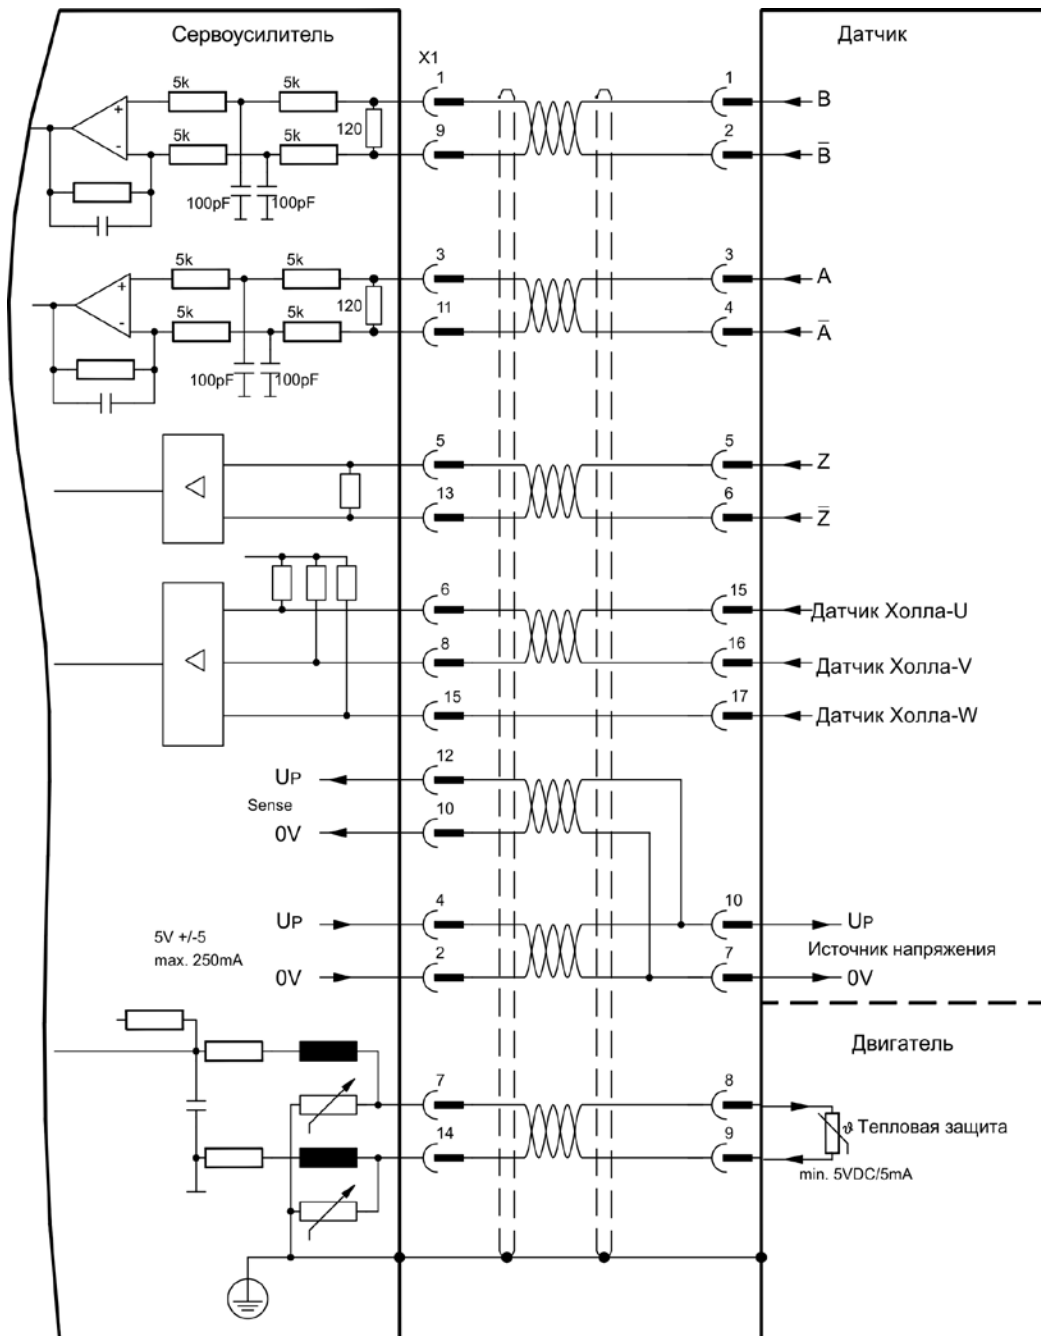 Сервоусилитель
Датчик
X1
5k 5k 1 1 B
120
5k 5k 9 2 B̅
100pF 100pF
5k 5k 3 3 A
120
5k 5k 11 4 A̅
100pF 100pF
5 5 Z
13 6 Z̅
6 15 Датчик Холла-U
8 16 Датчик Холла-V
15 17 Датчик Холла-W
UP 12
Sense
0V 10
UP 4 10 UP
5V +/-5
max. 250mA
Источник напряжения
0V 2 7 0V
Двигатель
7 8
ϑ Тепловая защита
14 9
min. 5VDC/5mA